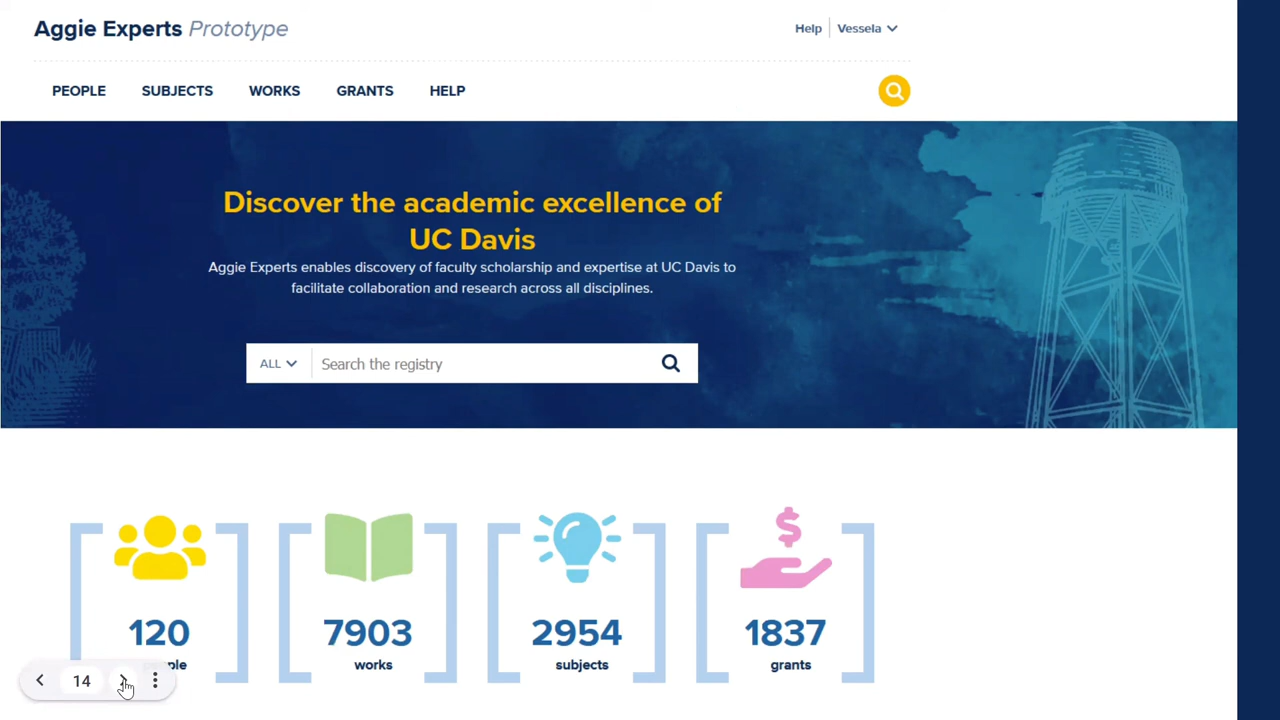 Aggie Experts Prototype
Help Vessela
PEOPLE SUBJECTS WORKS GRANTS HELP
Discover the academic excellence of
UC Davis
Aggie Experts enables discovery of faculty scholarship and expertise at UC Davis to
facilitate collaboration and research across all disciplines.
ALL Search the registry
$
120 7903 2954 1837
ple works subjects grants
14